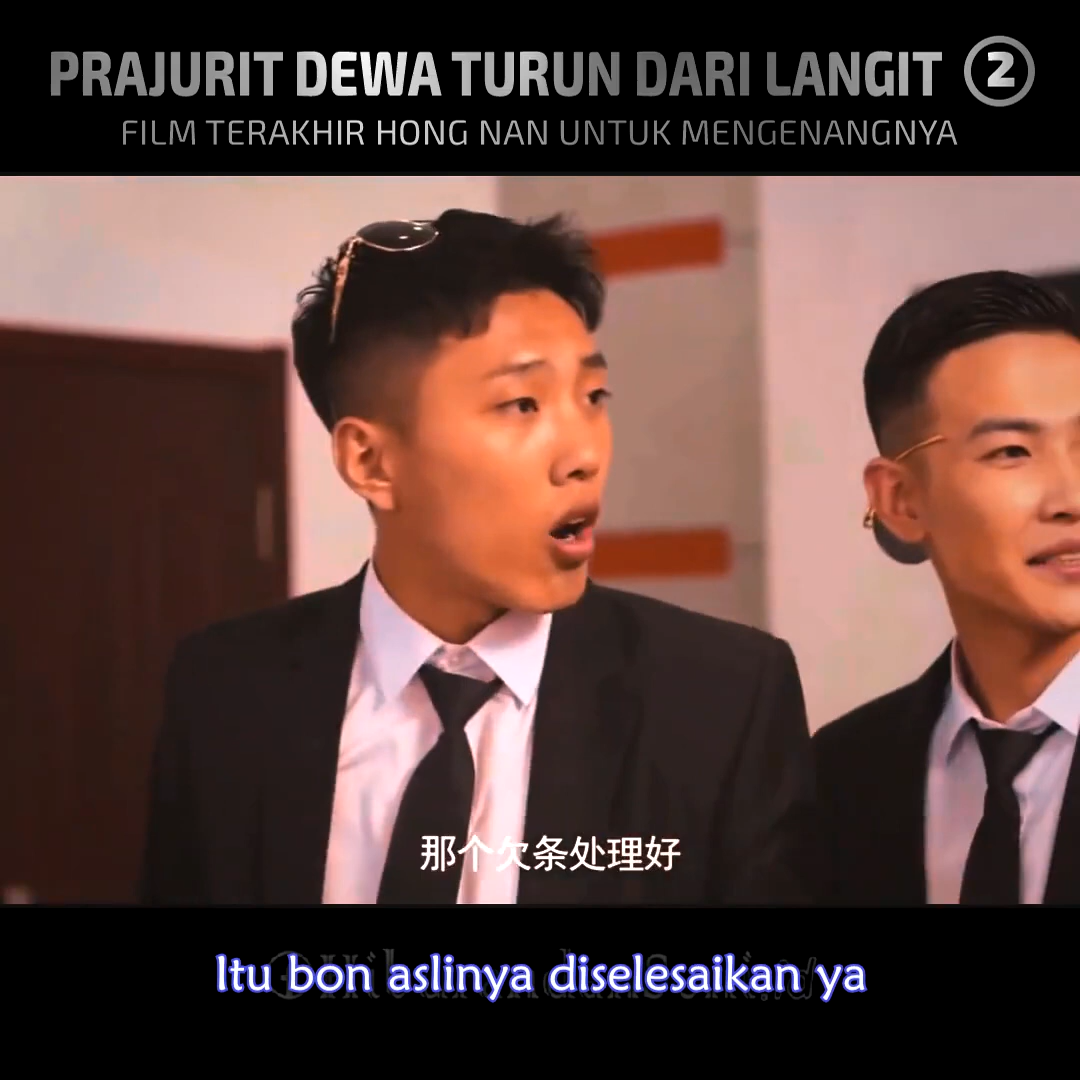 PRAJURIT DEWA TURUN DARI LANGIT 2
FILM TERAKHIR HONG NAN UNTUK MENGENANGNYA
那个欠条处理好
Itu bon aslinya diselesaikan ya